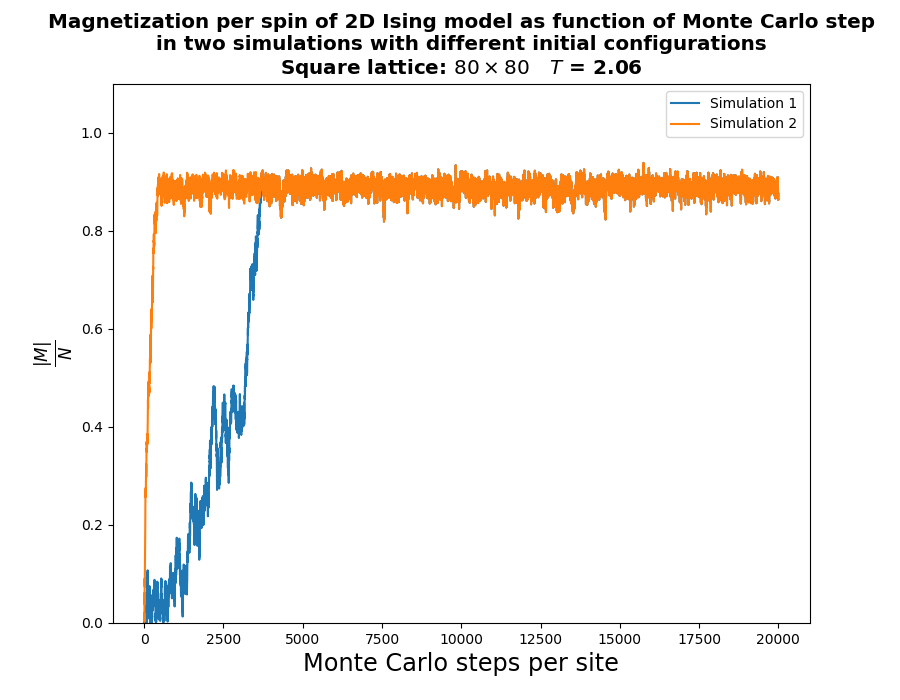 Magnetization per spin of 2D Ising model as function of Monte Carlo step
in two simulations with different initial configurations
Square lattice: 80 × 80   T = 2.06
Simulation 1
Simulation 2
1.0
0.8
0.6
0.4
0.2
0.0
|M|
N
0 2500 5000 7500 10000 12500 15000 17500 20000
Monte Carlo steps per site